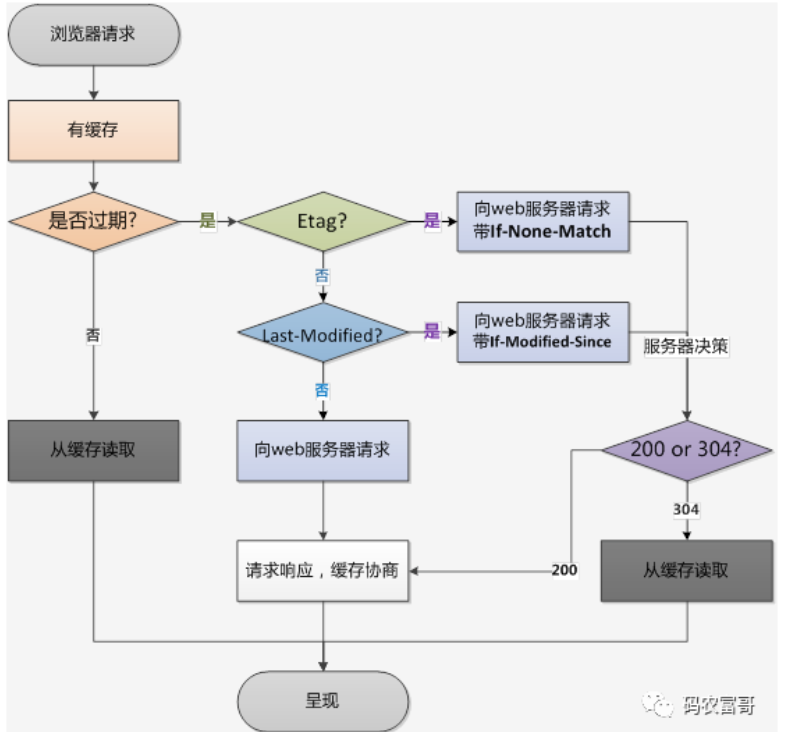 浏览器请求
有缓存
是否过期?
是
Etag?
是
向web服务器请求
带If-None-Match
否
否
Last-Modified?
是
向web服务器请求
带If-Modified-Since
服务器决策
否
从缓存读取
向web服务器请求
200 or 304?
304
请求响应，缓存协商
200
从缓存读取
呈现
码农富哥